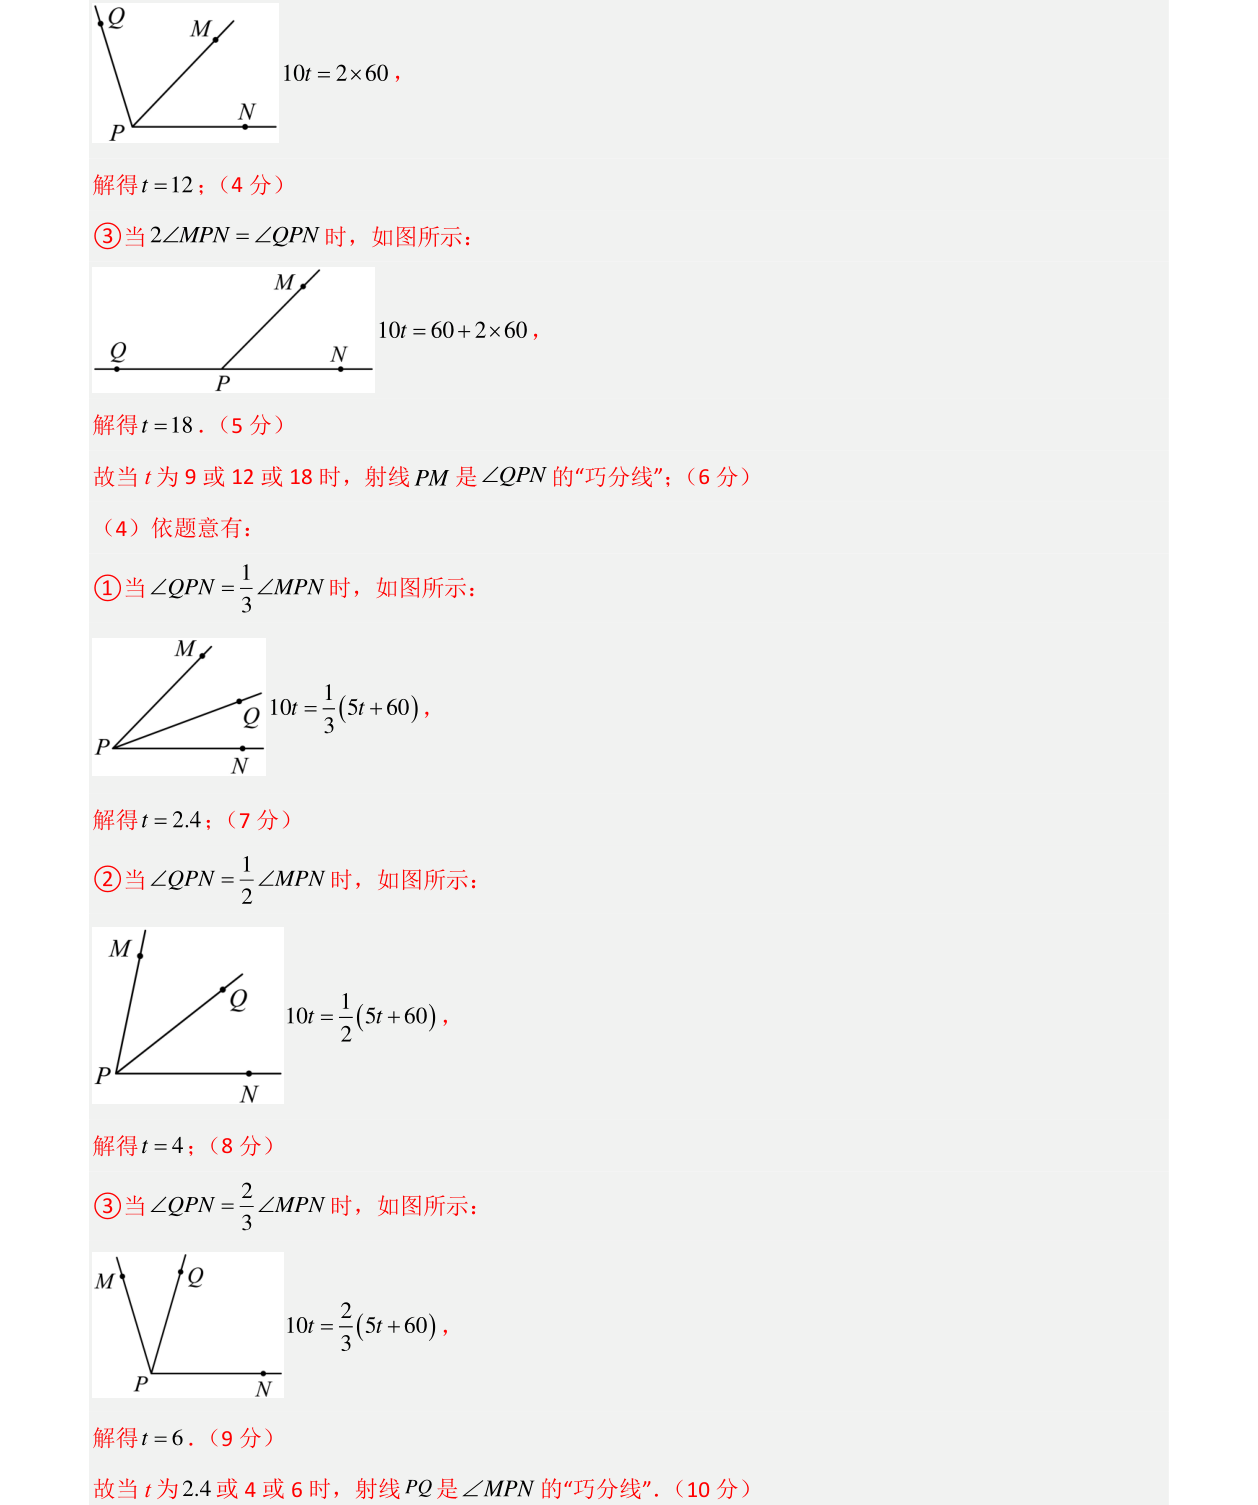 Q M N P 10t = 2×60，
解得 t = 12；（4 分）
③当 2∠MPN = ∠QPN 时，如图所示：
M Q N P 10t = 60 + 2×60，
解得 t = 18．（5 分）
故当 t 为 9 或 12 或 18 时，射线 PM 是 ∠QPN 的“巧分线”；（6 分）
（4）依题意有：
①当 ∠QPN = 1/3 ∠MPN 时，如图所示：
M Q P N 10t = 1/3 (5t + 60)，
解得 t = 2.4；（7 分）
②当 ∠QPN = 1/2 ∠MPN 时，如图所示：
M Q P N 10t = 1/2 (5t + 60)，
解得 t = 4；（8 分）
③当 ∠QPN = 2/3 ∠MPN 时，如图所示：
M Q P N 10t = 2/3 (5t + 60)，
解得 t = 6．（9 分）
故当 t 为 2.4 或 4 或 6 时，射线 PQ 是 ∠MPN 的“巧分线”．（10 分）